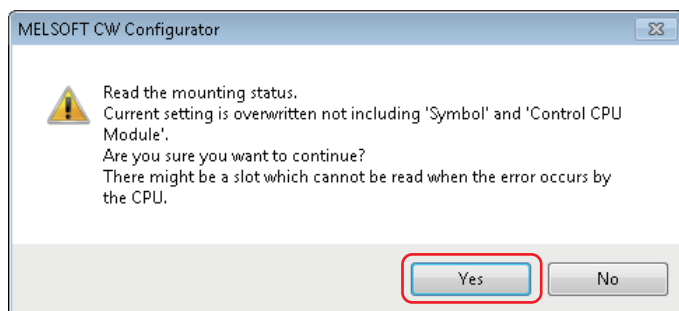 MELSOFT CW Configurator
Read the mounting status.
Current setting is overwritten not including 'Symbol' and 'Control CPU
Module'.
Are you sure you want to continue?
There might be a slot which cannot be read when the error occurs by
the CPU.
Yes
No